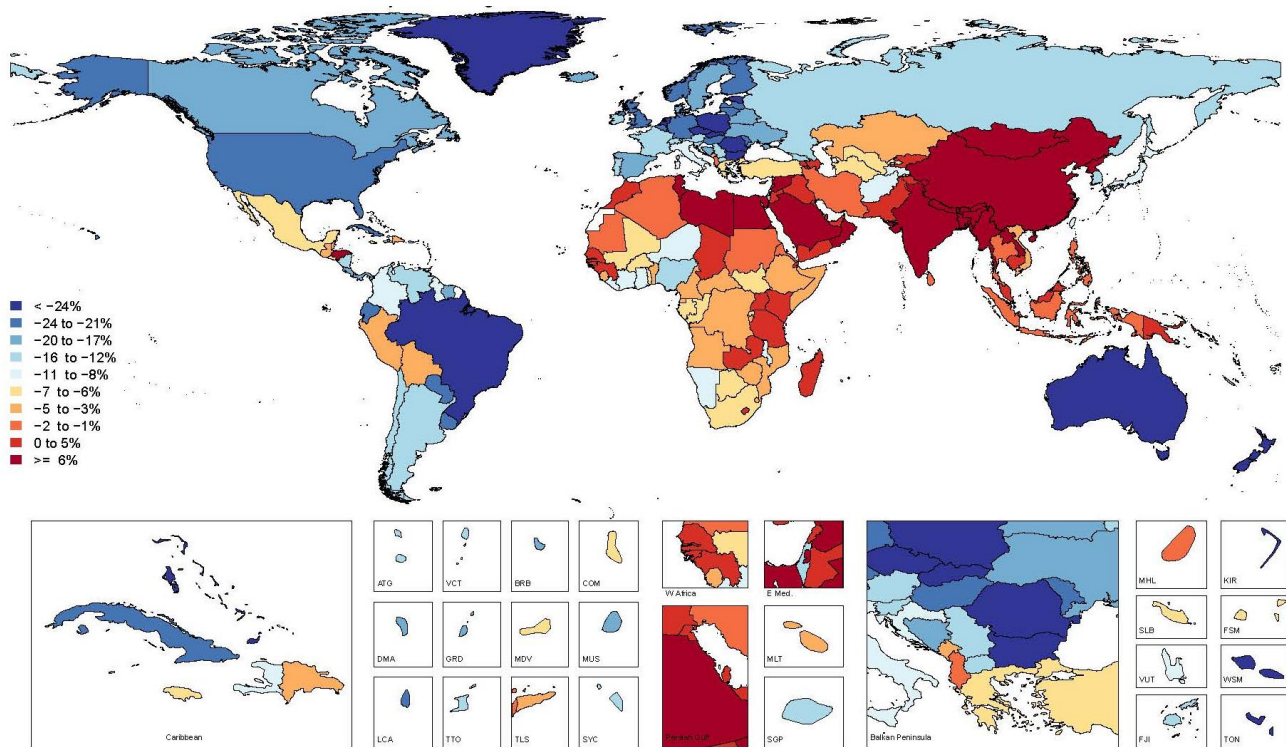 < −24%
−24 to −21%
−20 to −17%
−16 to −12%
−11 to −8%
−7 to −6%
−5 to −3%
−2 to −1%
0 to 5%
>= 6%
Caribbean
ATG
VCT
BRB
COM
DMA
GRD
MDV
MUS
LCA
TTO
TLS
SYC
W Africa
E Med.
Persian Gulf
MLT
SGP
Balkan Peninsula
MHL
KIR
SLB
FSM
VUT
WSM
FJI
TON